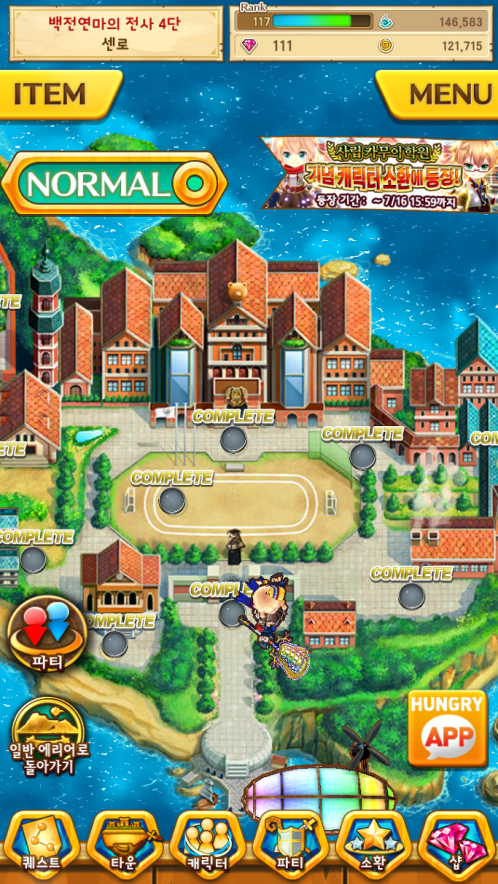 백전연마의 전사 4단
센로
Rank
117
146,583
111
121,715
ITEM
MENU
NORMAL
사립 카무이 학원
기념 캐릭터 소환에 등장!
등장 기간 : ~7/16 15:59까지
TE
COMPLETE
COMPLETE
COM
ETE
COMPLETE
COMPLETE
COMPLETE
COMPL
COMPLETE
파티
HUNGRY
APP
일반 에리어로
돌아가기
퀘스트
타운
캐릭터
파티
소환
샵